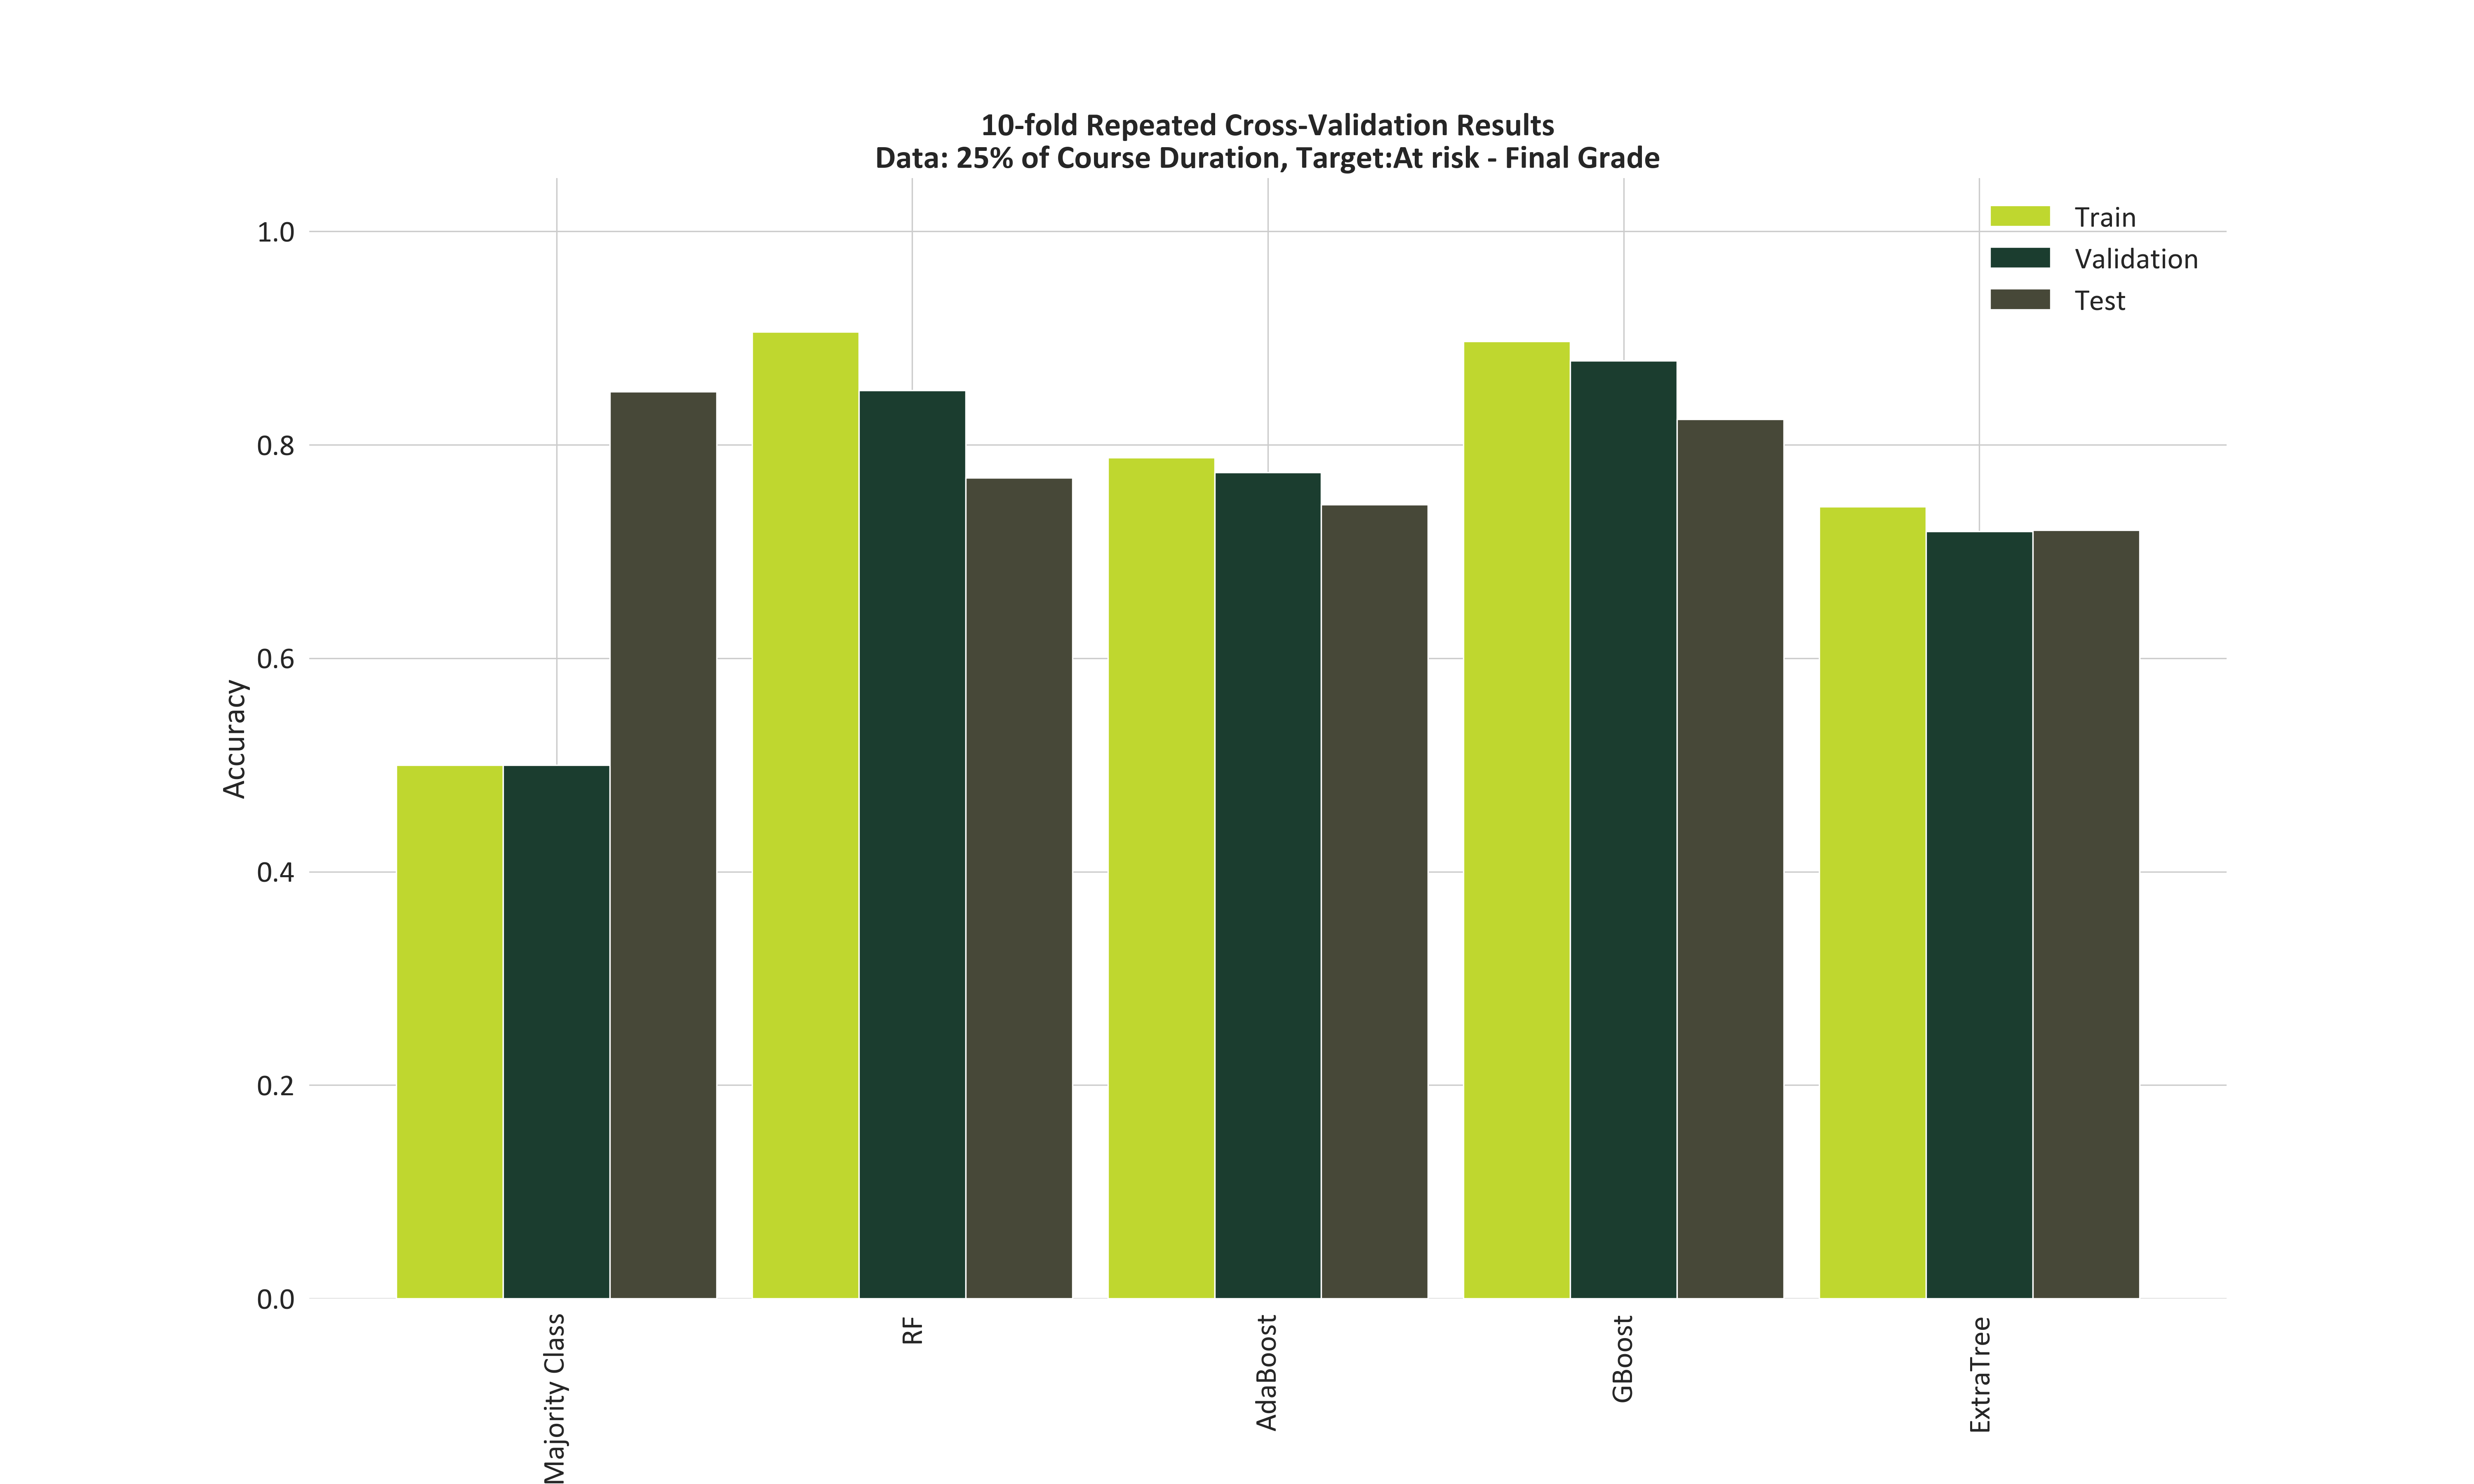 10-fold Repeated Cross-Validation Results
Data: 25% of Course Duration, Target:At risk - Final Grade
Train
Validation
Test
1.0
0.8
0.6
0.4
0.2
0.0
Accuracy
Majority Class
RF
AdaBoost
GBoost
ExtraTree